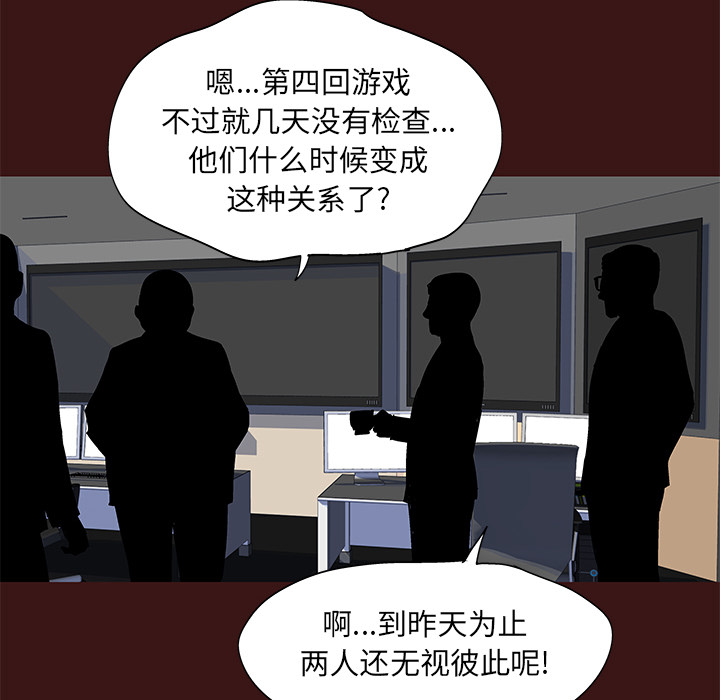 嗯...第四回游戏
不过就几天没有检查...
他们什么时候变成
这种关系了?
啊...到昨天为止
两人还无视彼此呢!